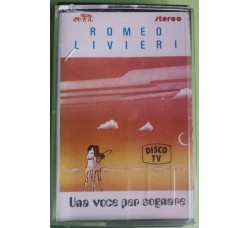 stereo
ROMEO
LIVIERI
DISCO
TV
Una voce per sognare